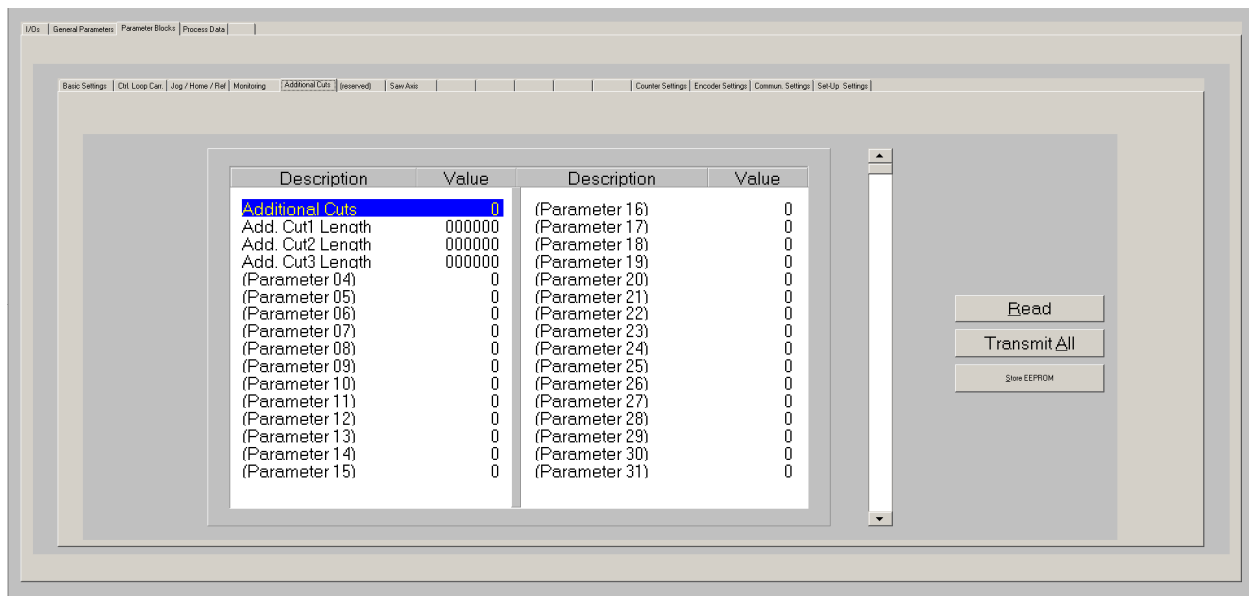 I/Os General Parameters Parameter Blocks Process Data
Basic Settings Ctrl. Loop Carr. Jog / Home / Ref Monitoring Additional Cuts (reserved) Saw Axis Counter Settings Encoder Settings Commun. Settings Set-Up Settings
Description Value Description Value
Additional Cuts 0 (Parameter 16) 0
Add. Cut1 Length 000000 (Parameter 17) 0
Add. Cut2 Length 000000 (Parameter 18) 0
Add. Cut3 Length 000000 (Parameter 19) 0
(Parameter 04) 0 (Parameter 20) 0
(Parameter 05) 0 (Parameter 21) 0
(Parameter 06) 0 (Parameter 22) 0
(Parameter 07) 0 (Parameter 23) 0
(Parameter 08) 0 (Parameter 24) 0
(Parameter 09) 0 (Parameter 25) 0
(Parameter 10) 0 (Parameter 26) 0
(Parameter 11) 0 (Parameter 27) 0
(Parameter 12) 0 (Parameter 28) 0
(Parameter 13) 0 (Parameter 29) 0
(Parameter 14) 0 (Parameter 30) 0
(Parameter 15) 0 (Parameter 31) 0
Read
Transmit All
Store EEPROM